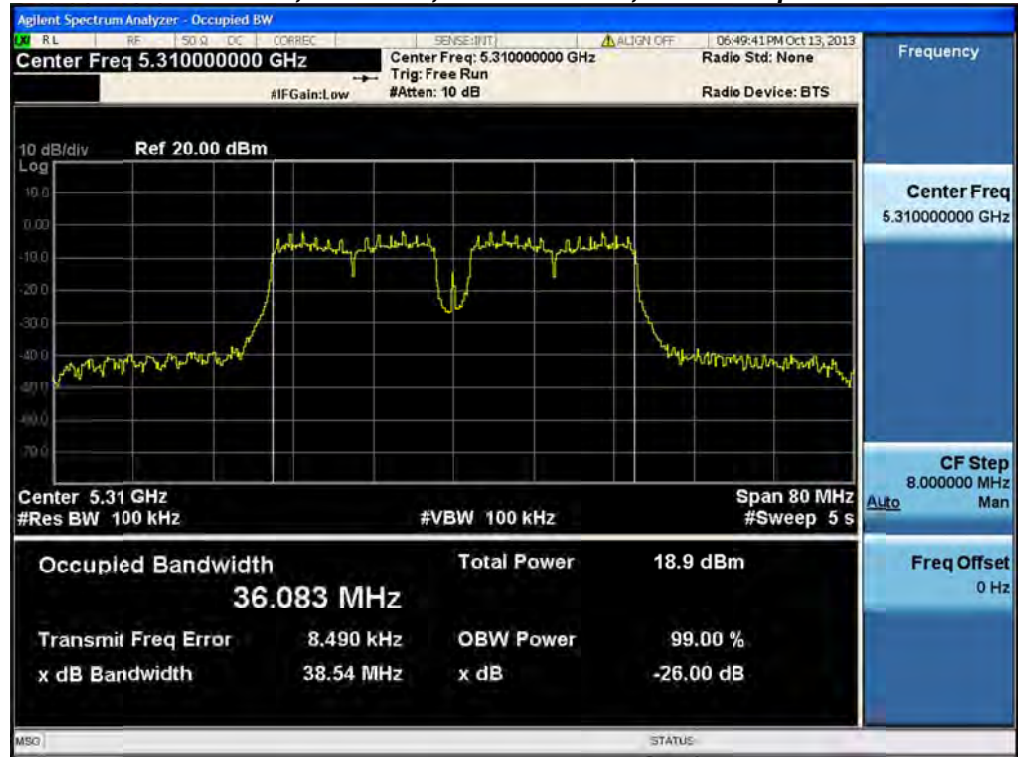 Agilent Spectrum Analyzer - Occupied BW
RL RF 50 Ω DC CORREC SENSE:INT ALIGN OFF 06:49:41 PM Oct 13, 2013
Center Freq 5.310000000 GHz
Center Freq: 5.310000000 GHz
Radio Std: None
Trig: Free Run
#IFGain:Low
#Atten: 10 dB
Radio Device: BTS
10 dB/div Ref 20.00 dBm
Log
10.0
0.00
-10.0
-20.0
-30.0
-40.0
-60.0
-70.0
Center 5.31 GHz
Span 80 MHz
#Res BW 100 kHz
#VBW 100 kHz
#Sweep 5 s
Occupied Bandwidth
36.083 MHz
Total Power 18.9 dBm
Transmit Freq Error 8.490 kHz
OBW Power 99.00 %
x dB Bandwidth 38.54 MHz
x dB -26.00 dB
MSG
STATUS
Frequency
Center Freq
5.310000000 GHz
CF Step
8.000000 MHz
Auto Man
Freq Offset
0 Hz